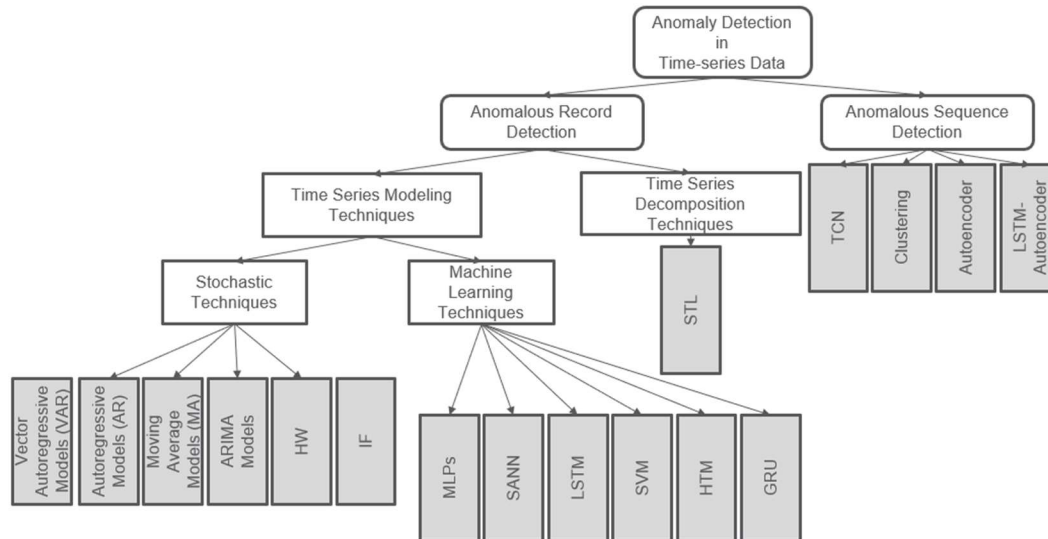 Anomaly Detection
in
Time-series Data
Anomalous Record
Detection
Anomalous Sequence
Detection
Time Series Modeling
Techniques
Time Series
Decomposition
Techniques
TCN
Clustering
Autoencoder
LSTM-
Autoencoder
Stochastic
Techniques
Machine
Learning
Techniques
STL
Vector
Autoregressive
Models (VAR)
Autoregressive
Models (AR)
Moving
Average
Models (MA)
ARIMA
Models
HW
IF
MLPs
SANN
LSTM
SVM
HTM
GRU